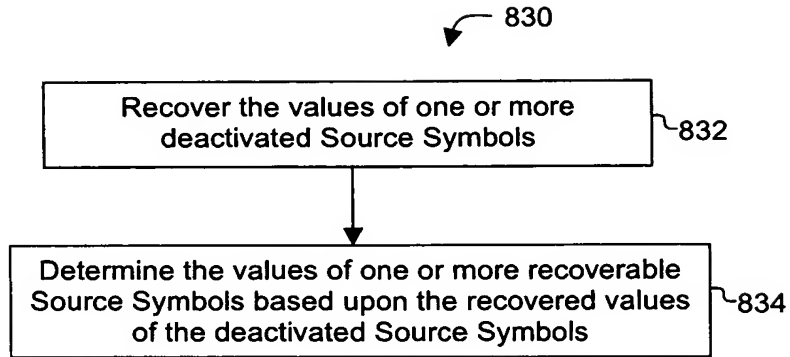 830
Recover the values of one or more
deactivated Source Symbols
832
Determine the values of one or more recoverable
Source Symbols based upon the recovered values
of the deactivated Source Symbols
834